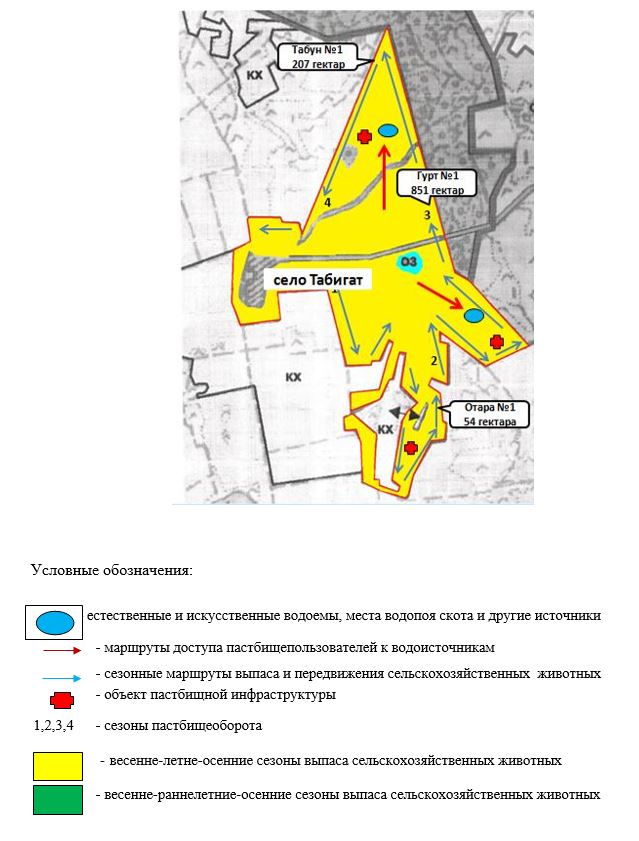 Табун №1
207 гектар
КХ
Гурт №1
851 гектар
4
3
ОЗ
село Табигат
1
2
КХ
Отара №1
54 гектара
КХ
Условные обозначения:
естественные и искусственные водоемы, места водопоя скота и другие источники
- маршруты доступа пастбищепользователей к водоисточникам
- сезонные маршруты выпаса и передвижения сельскохозяйственных животных
- объект пастбищной инфраструктуры
1,2,3,4 - сезоны пастбищеоборота
- весенне-летне-осенние сезоны выпаса сельскохозяйственных животных
- весенне-раннелетние-осенние сезоны выпаса сельскохозяйственных животных